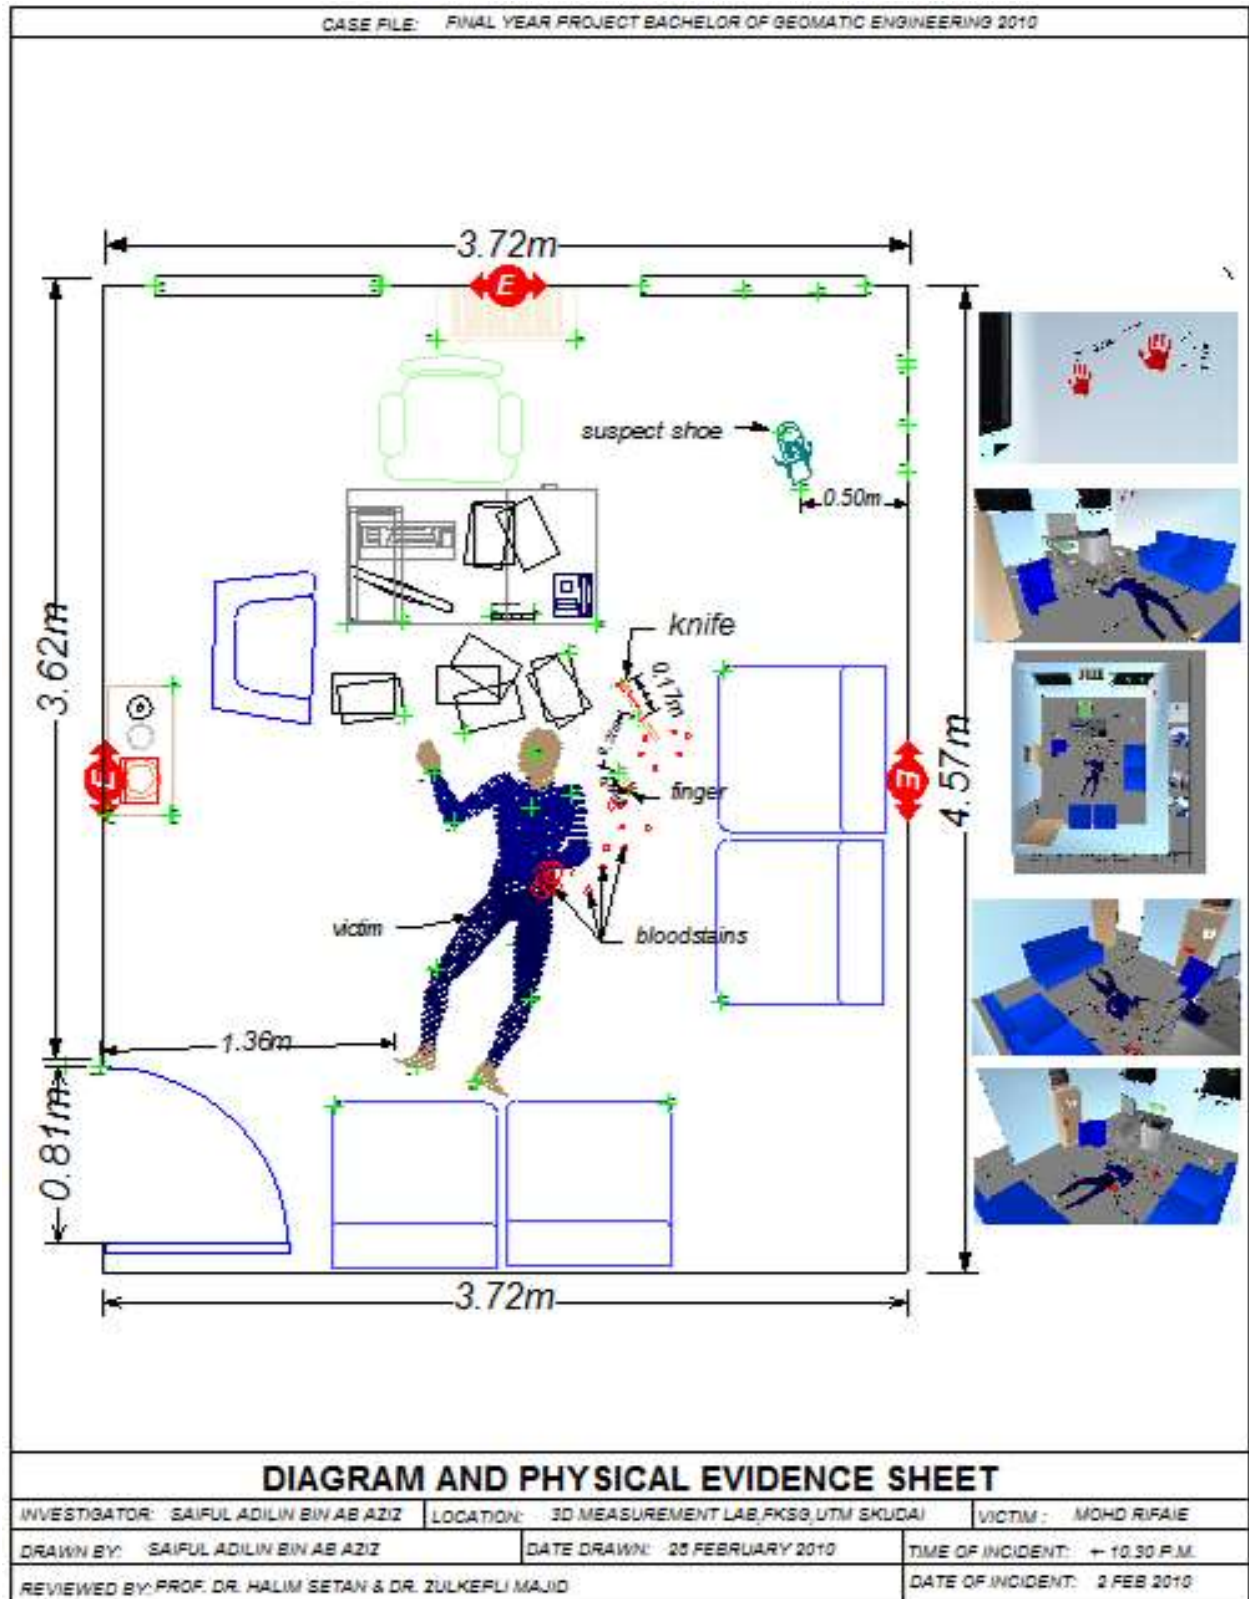 CASE FILE: FINAL YEAR PROJECT BACHELOR OF GEOMATIC ENGINEERING 2010
3.72m
E
suspect shoe
0.50m
3.62m
knife
0.17m
E
E
4.57m
finger
victim
bloodstains
1.36m
0.81m
3.72m
DIAGRAM AND PHYSICAL EVIDENCE SHEET
INVESTIGATOR: SAIFUL ADILIN BIN AB AZIZ LOCATION: 3D MEASUREMENT LAB,FKSG,UTM SKUDAI VICTIM : MOHD RIFAIE
DRAWN BY: SAIFUL ADILIN BIN AB AZIZ DATE DRAWN: FEBRUARY 2010 TIME OF INCIDENT: +- 10.30 P.M.
REVIEWED BY: PROF. DR. HALIM SETAN & DR. ZULKEFLI MAJID DATE OF INCIDENT: 2 FEB 2010